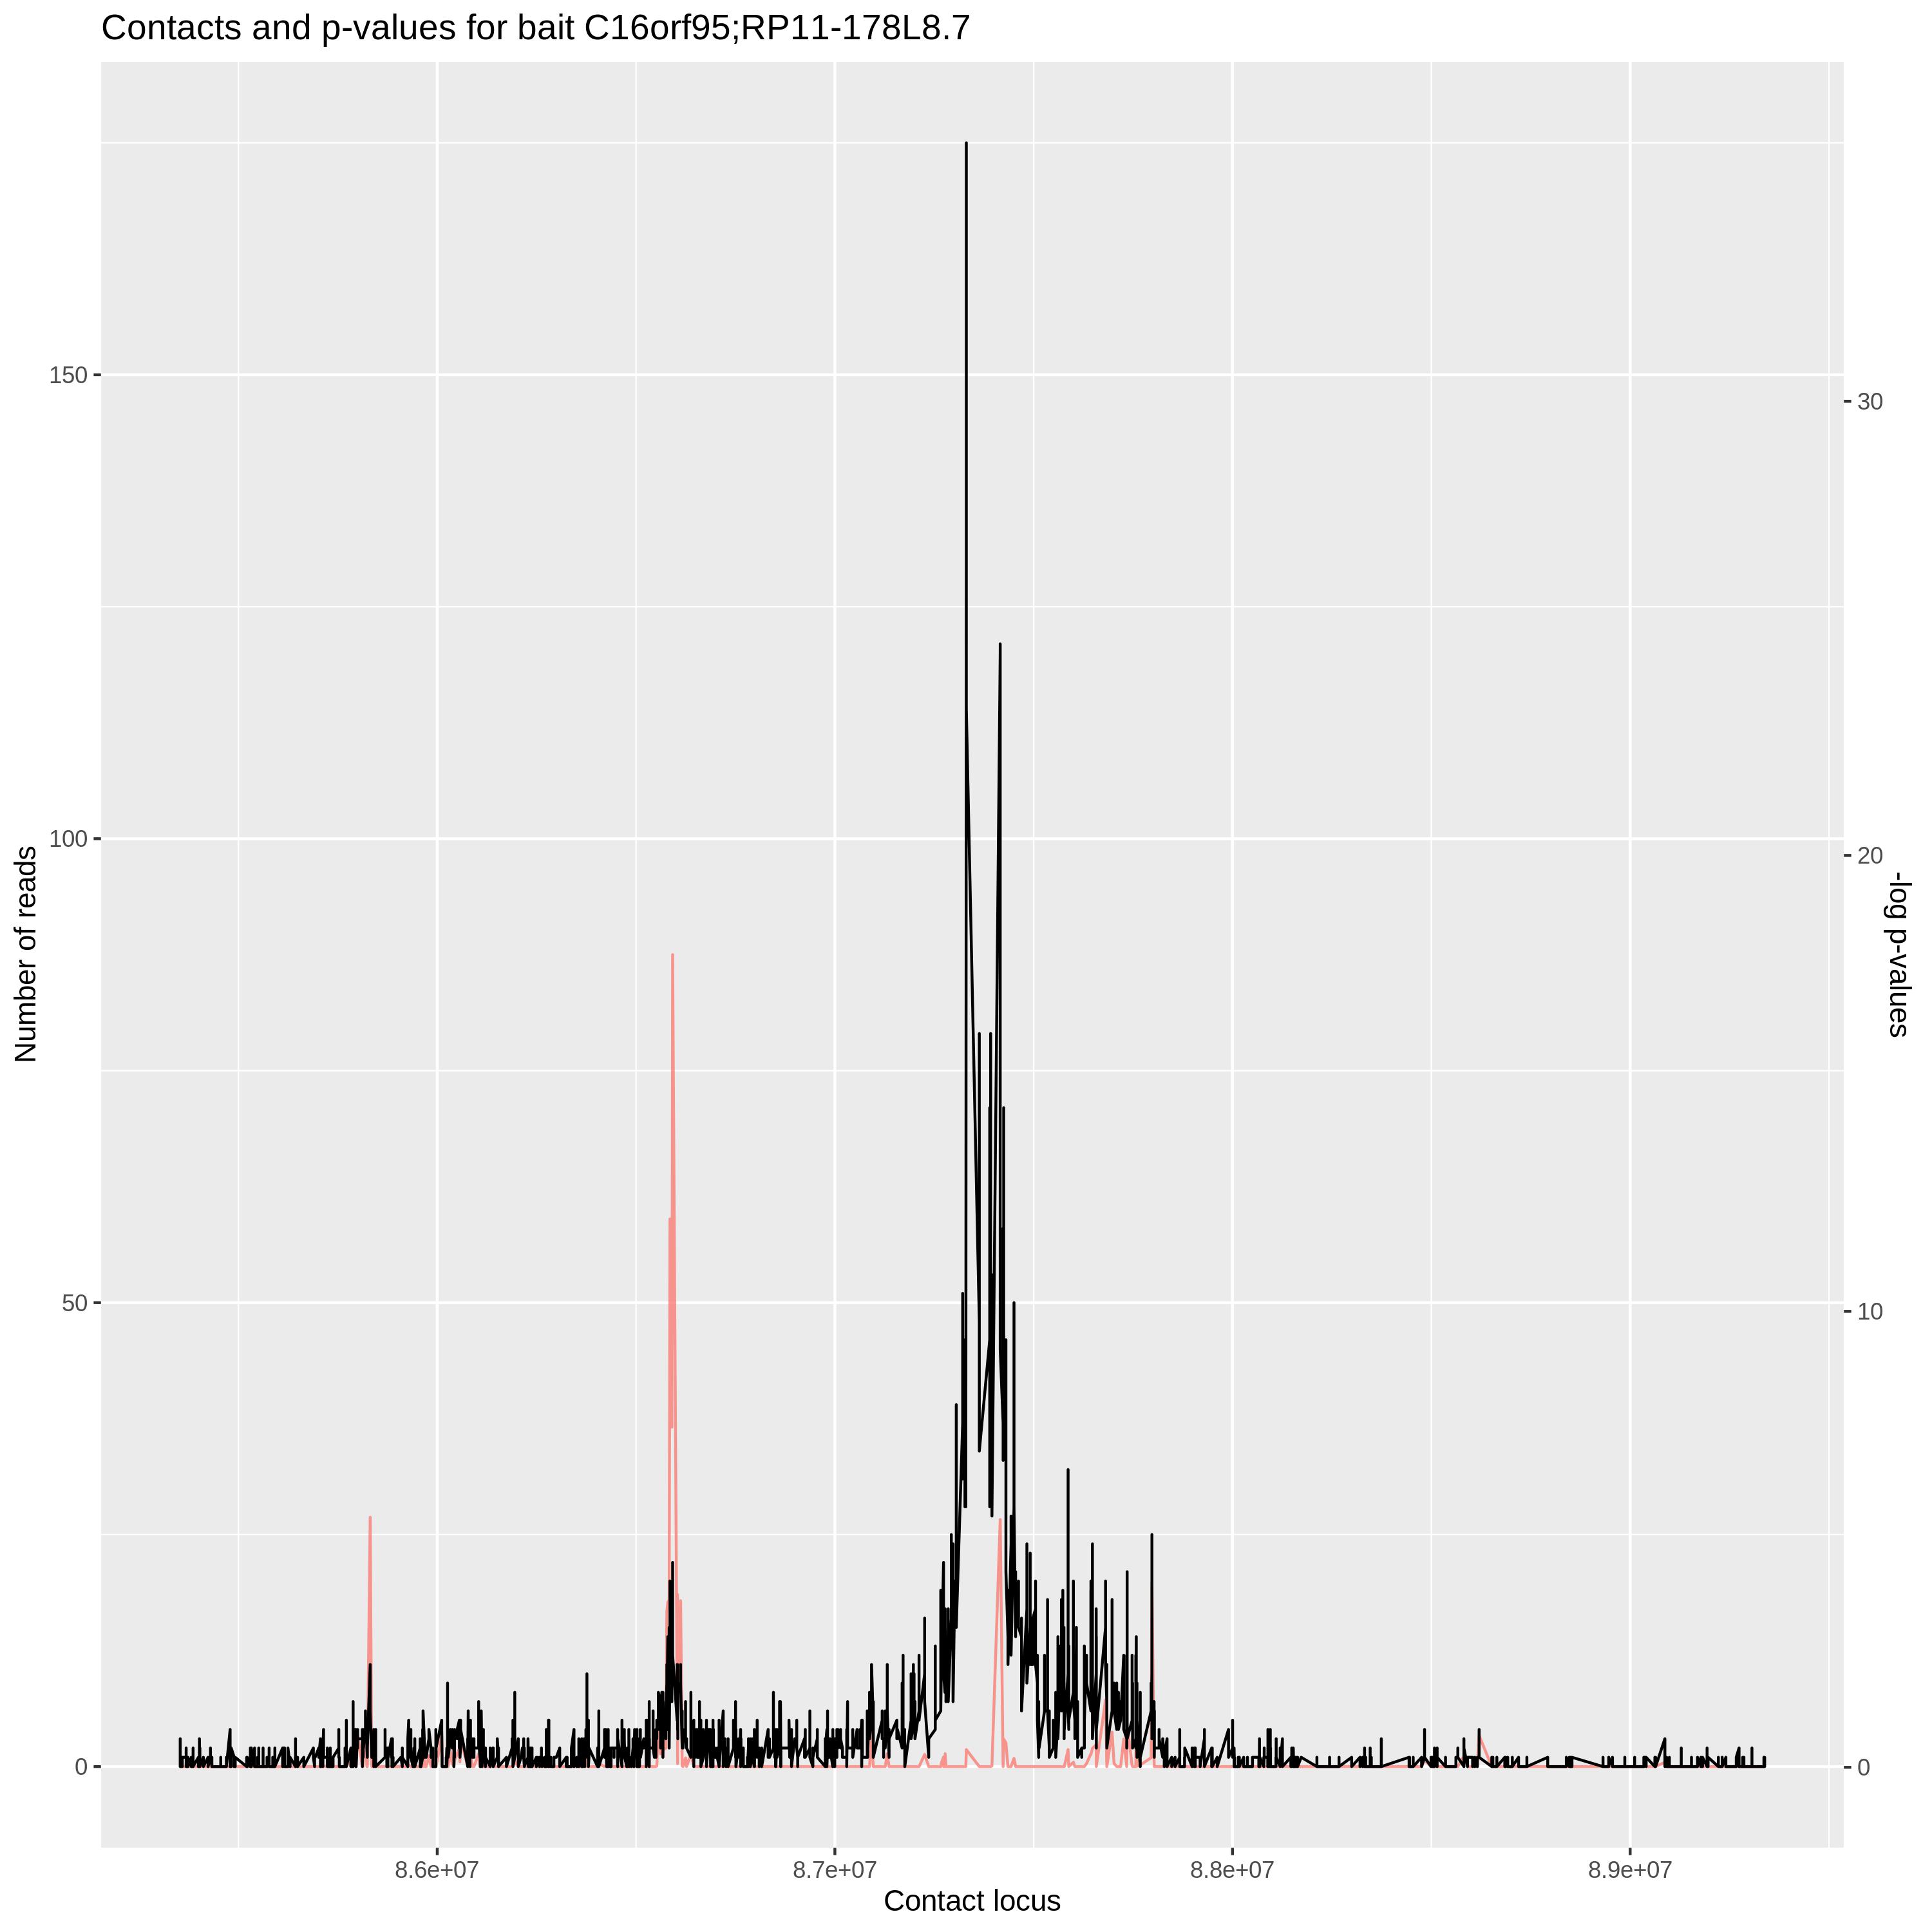 Contacts and p-values for bait C16orf95;RP11-178L8.7
150
100
50
0
Number of reads
30
20
10
0
-log p-values
8.6e+07
8.7e+07
8.8e+07
8.9e+07
Contact locus